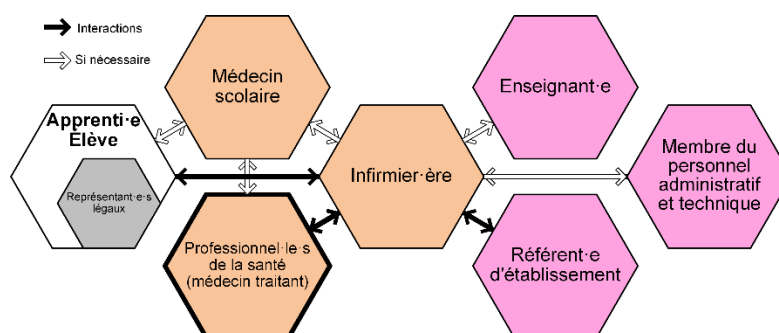 Interactions
Si nécessaire
Médecin
scolaire
Enseignant·e
Apprenti·e
Élève
Représentant·e·s
légaux
Infirmier·ère
Membre du
personnel
administratif
et technique
Professionnel·le·s
de la santé
(médecin traitant)
Référent·e
d'établissement